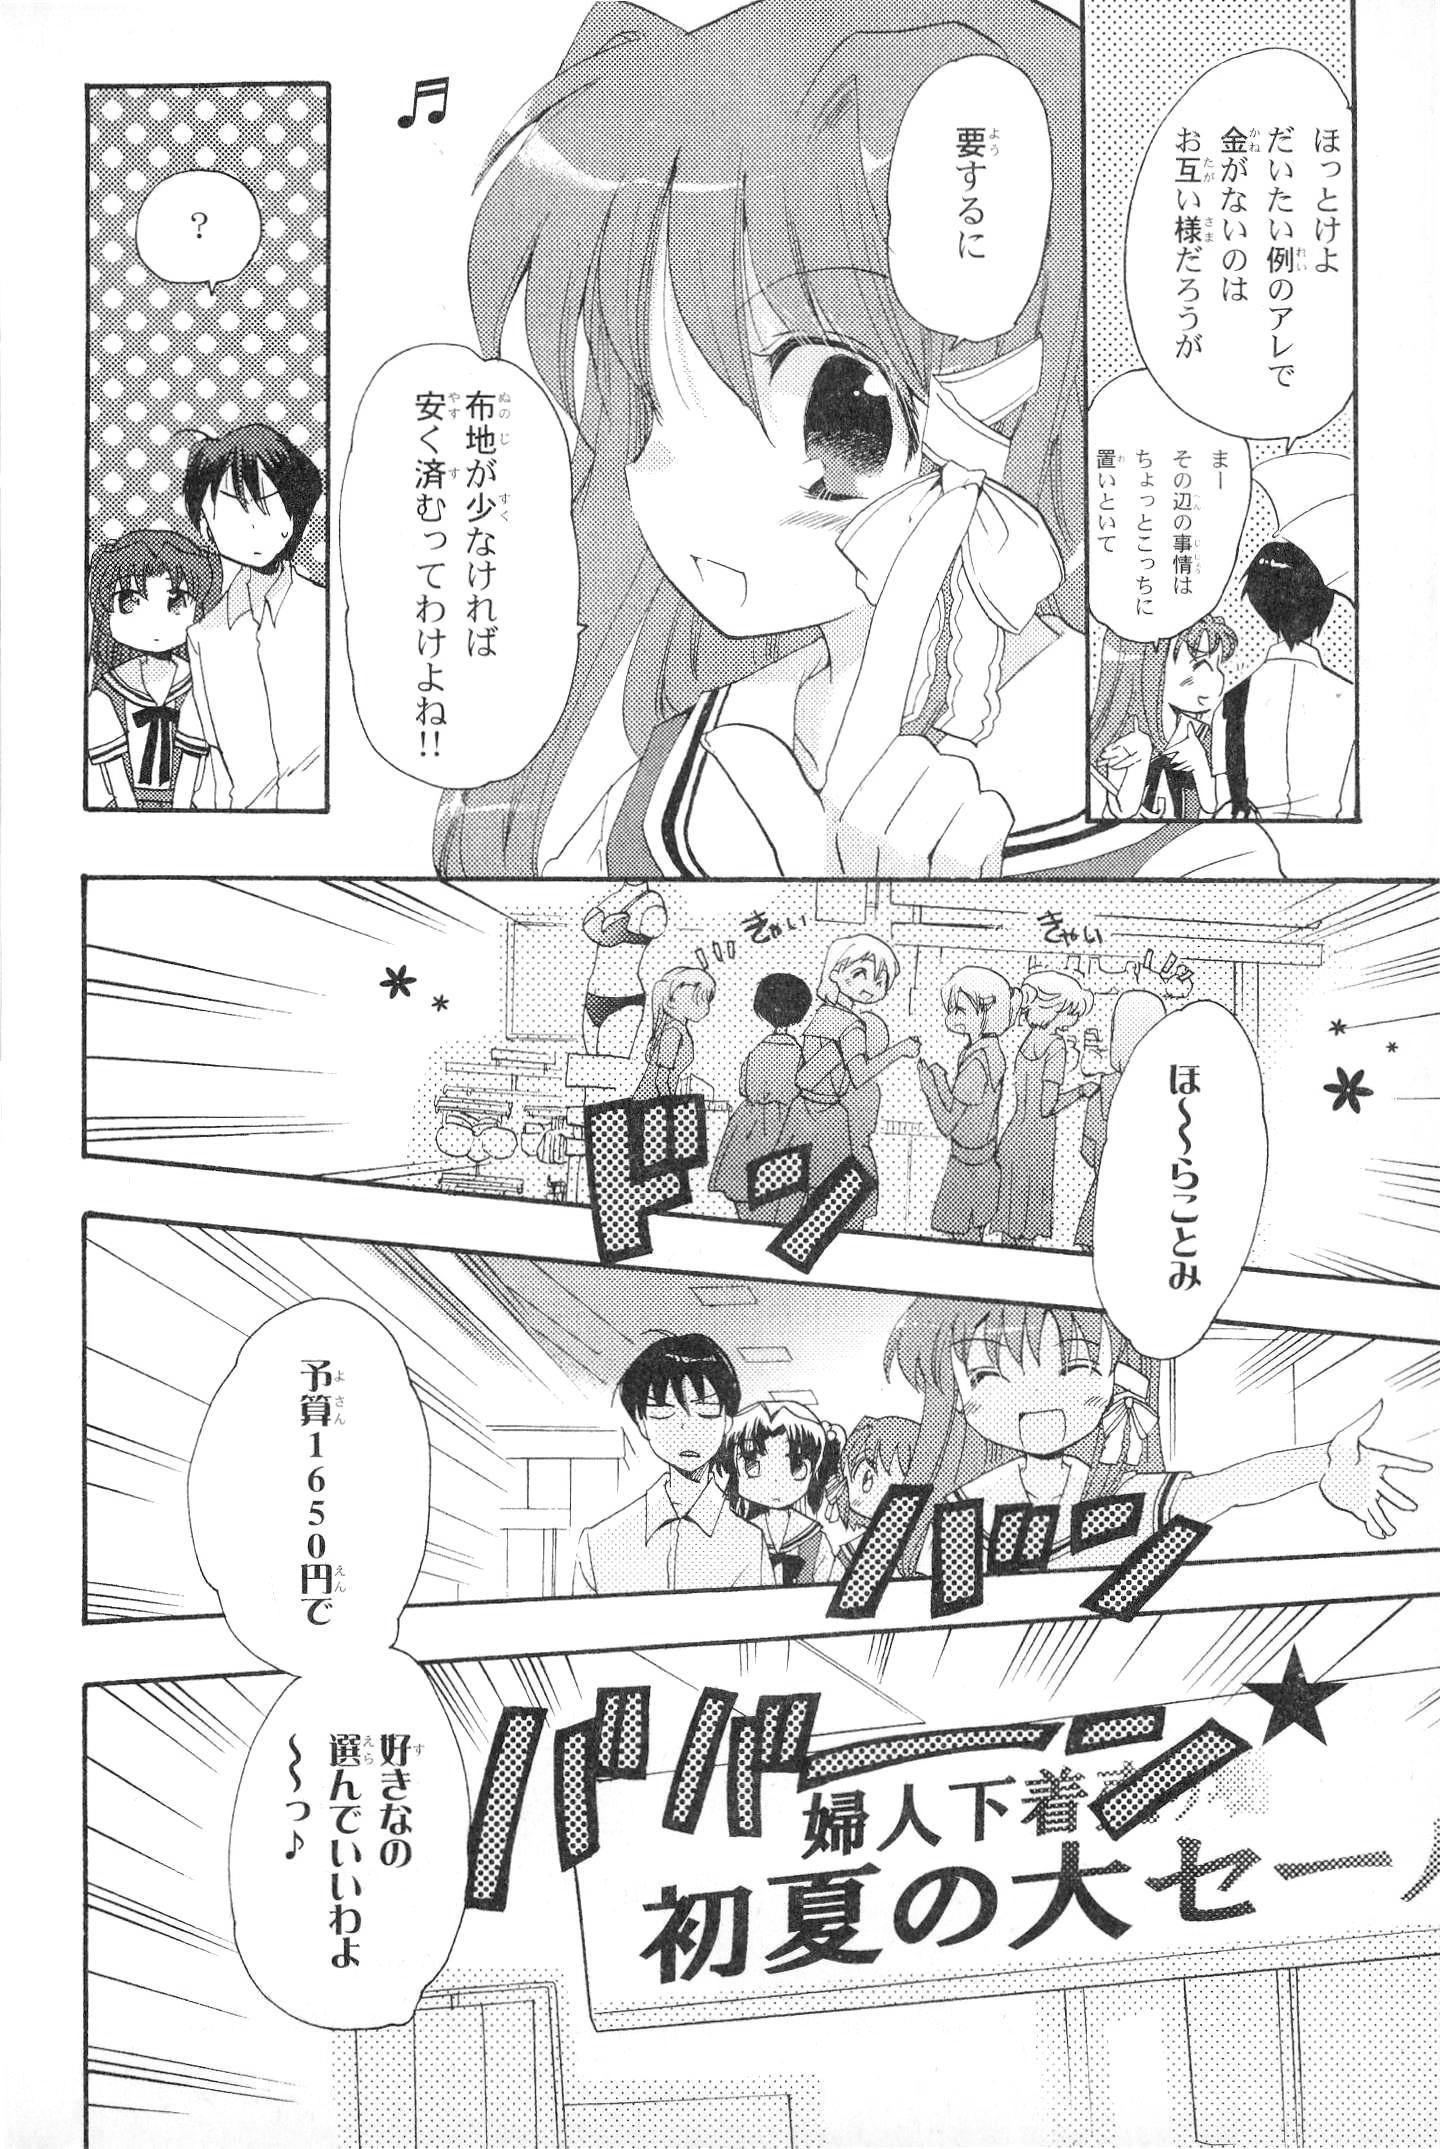 ほっとけよ
だいたい例のアレで
金がないのは
お互い様だろうが
まー
その辺の事情は
ちょっとこっちに
置いといて
要するに
布地が少なければ
安く済むってわけよね!!
♬
？
きゃい
きゃい
ドン
ほ〜〜らことみ
バン
予算1650円で
好きなの
選んでいいわよ
〜っ♪
ババーン
婦人下着
初夏の大セール